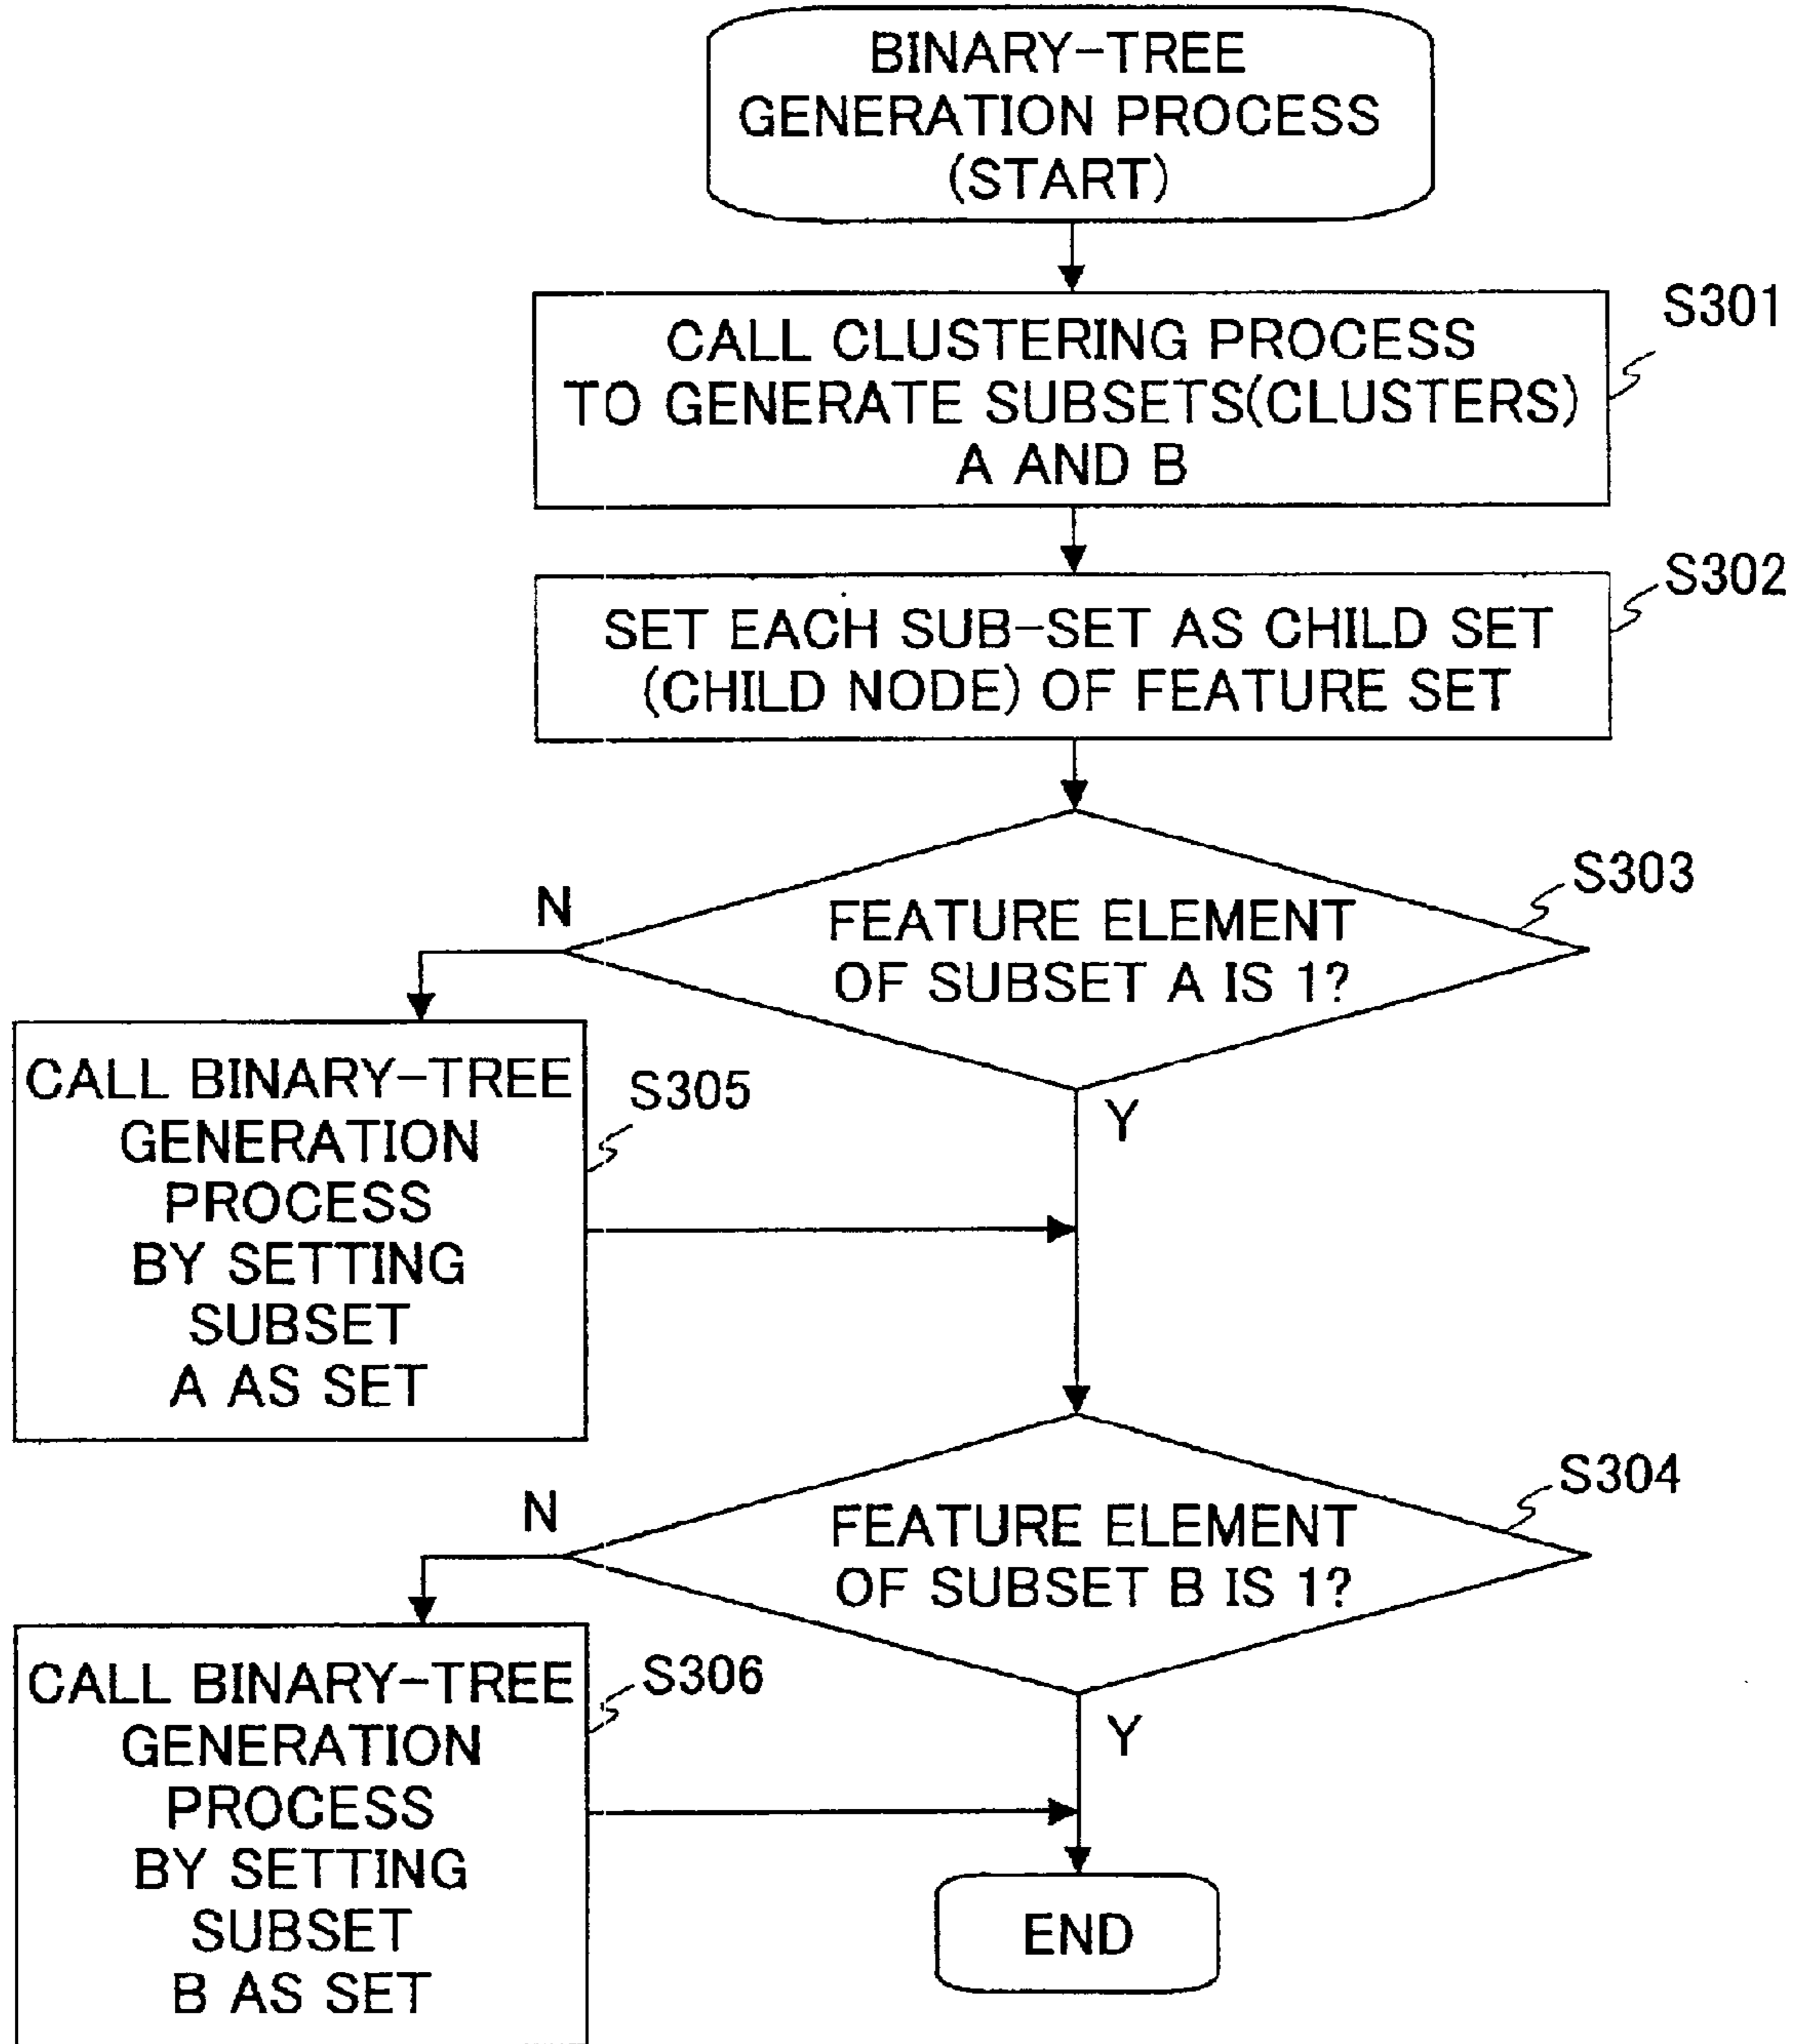 BINARY-TREE
GENERATION PROCESS
(START)
S301
CALL CLUSTERING PROCESS
TO GENERATE SUBSETS(CLUSTERS)
A AND B
S302
SET EACH SUB-SET AS CHILD SET
(CHILD NODE) OF FEATURE SET
S303
N
FEATURE ELEMENT
OF SUBSET A IS 1?
Y
S305
CALL BINARY-TREE
GENERATION
PROCESS
BY SETTING
SUBSET
A AS SET
S304
N
FEATURE ELEMENT
OF SUBSET B IS 1?
Y
S306
CALL BINARY-TREE
GENERATION
PROCESS
BY SETTING
SUBSET
B AS SET
END